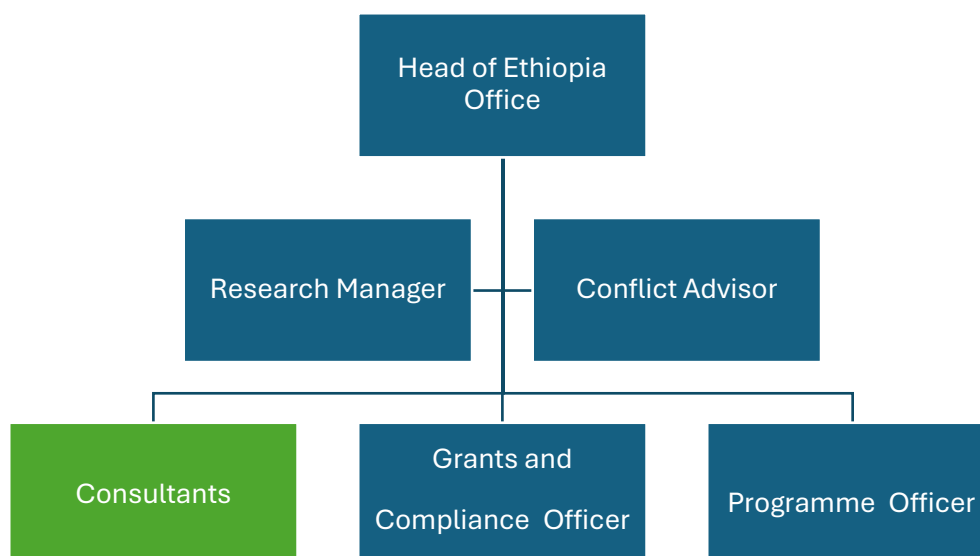 Head of Ethiopia
Office
Research Manager
Conflict Advisor
Consultants
Grants and
Compliance Officer
Programme Officer